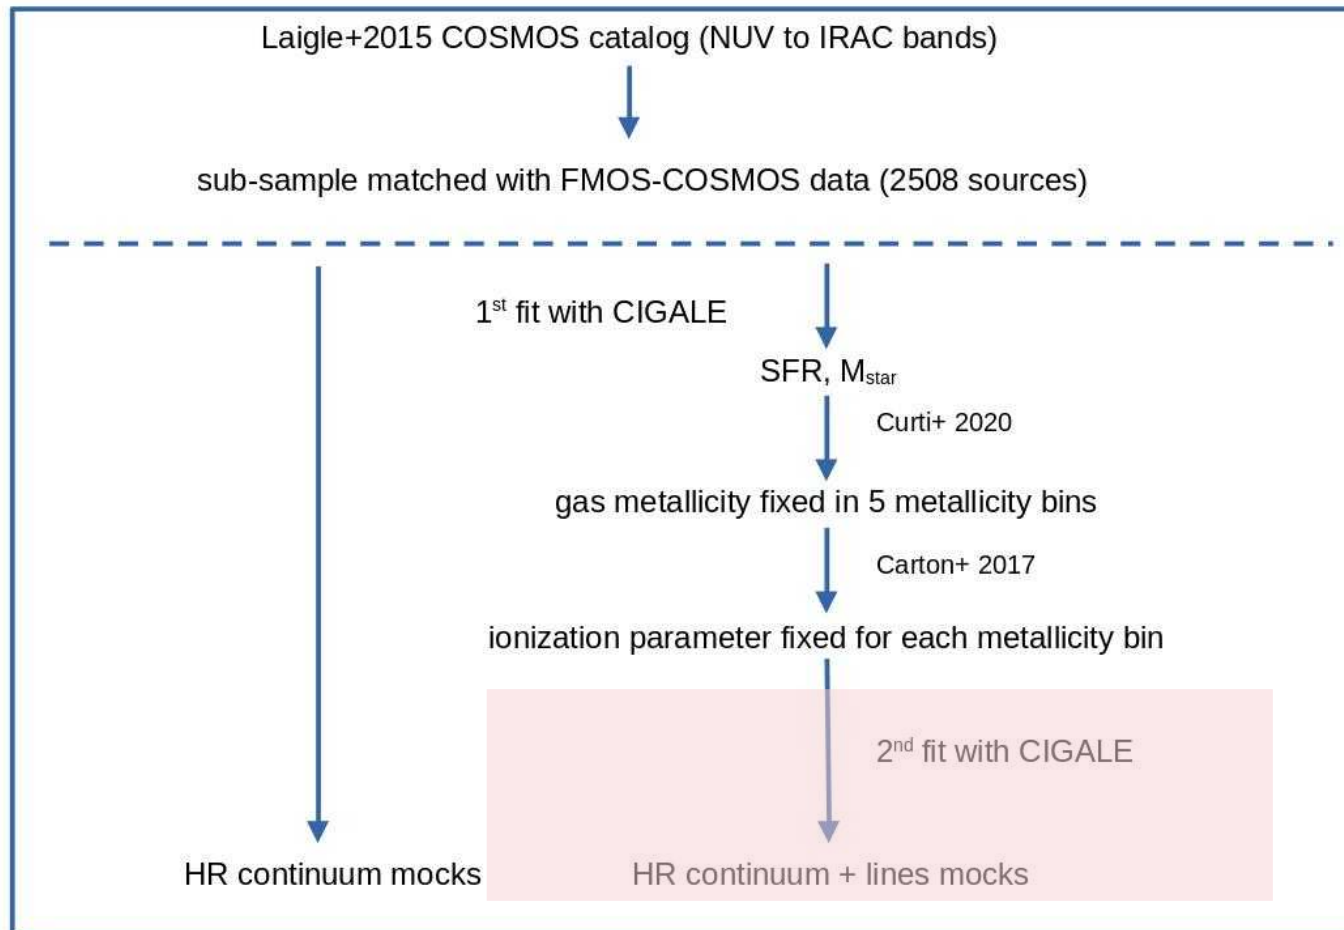 Laigle+2015 COSMOS catalog (NUV to IRAC bands)
sub-sample matched with FMOS-COSMOS data (2508 sources)
1st fit with CIGALE
SFR, Mstar
Curti+ 2020
gas metallicity fixed in 5 metallicity bins
Carton+ 2017
ionization parameter fixed for each metallicity bin
2nd fit with CIGALE
HR continuum mocks
HR continuum + lines mocks